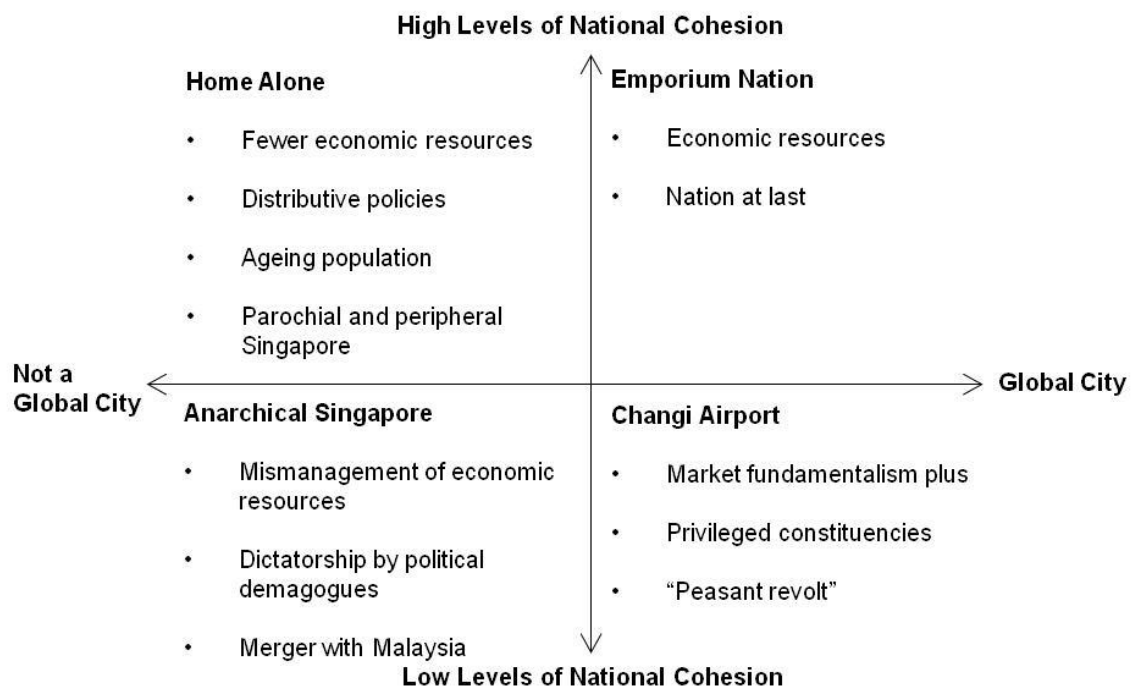 High Levels of National Cohesion
Home Alone
• Fewer economic resources
• Distributive policies
• Ageing population
• Parochial and peripheral
Singapore
Emporium Nation
• Economic resources
• Nation at last
Not a
Global City
Global City
Anarchical Singapore
• Mismanagement of economic
resources
• Dictatorship by political
demagogues
• Merger with Malaysia
Changi Airport
• Market fundamentalism plus
• Privileged constituencies
• “Peasant revolt”
Low Levels of National Cohesion